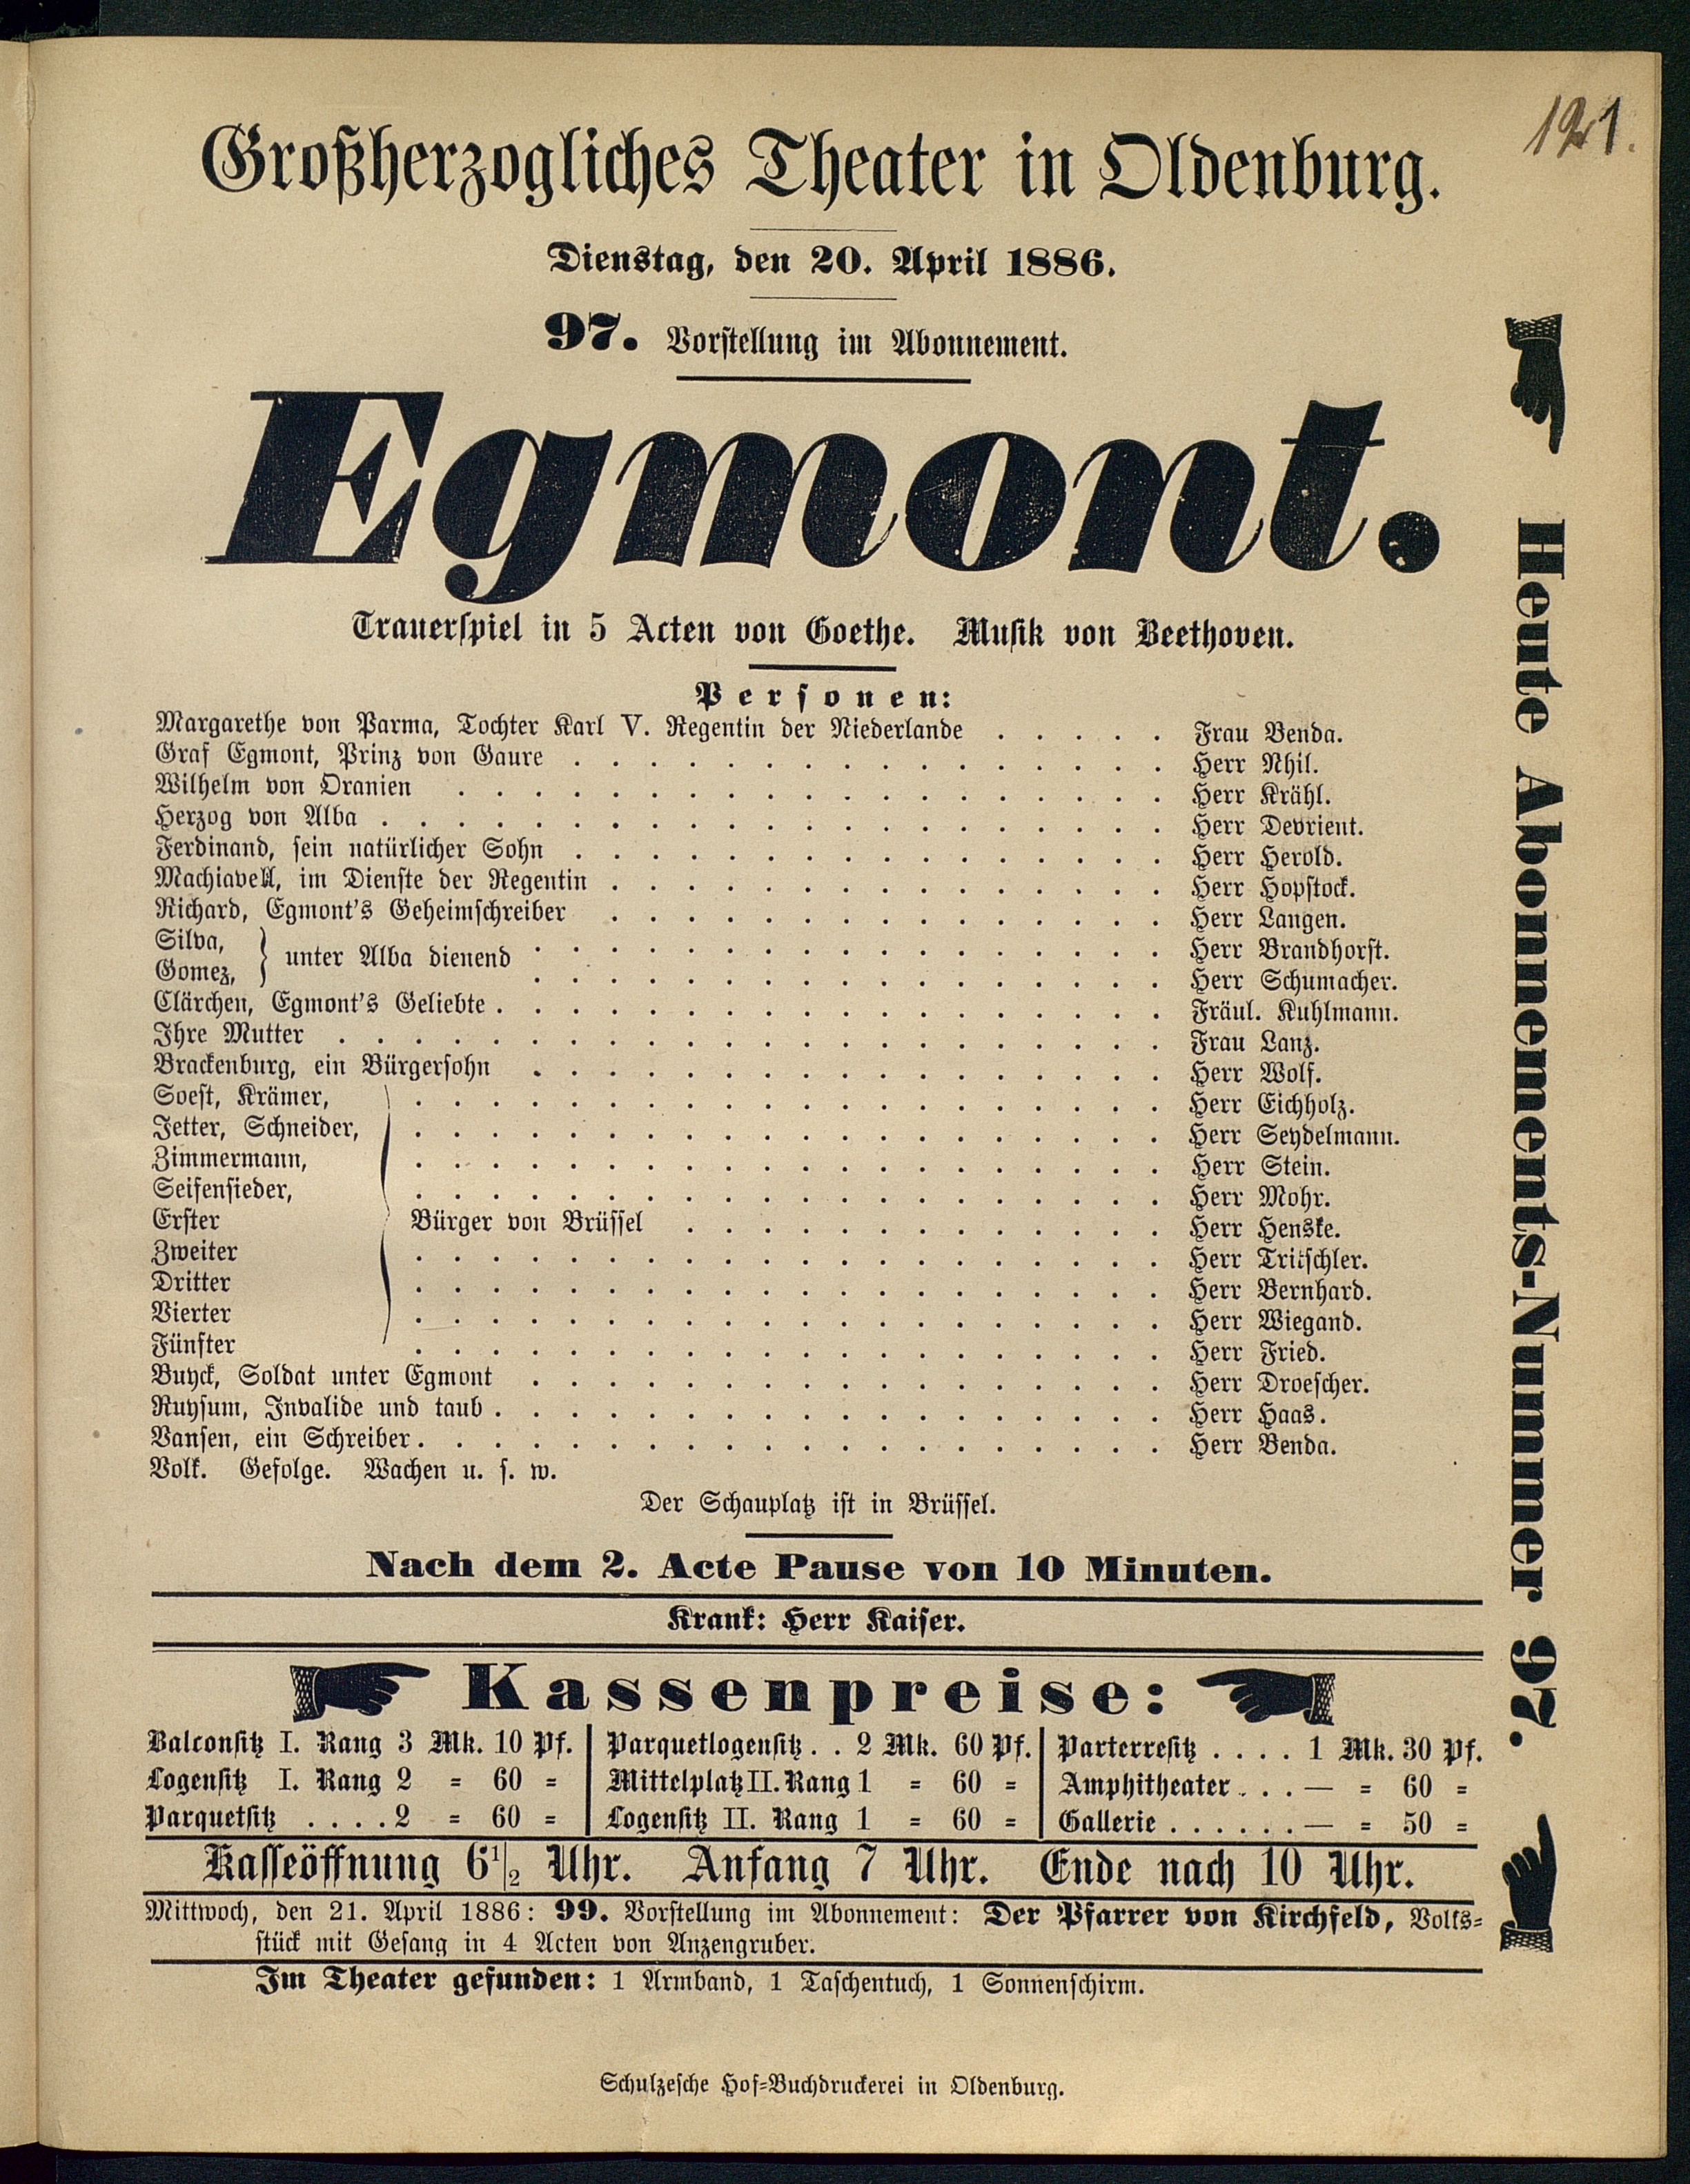 121.
Großherzogliches Theater in Oldenburg.
Dienstag, den 20. April 1886.
97. Vorstellung im Abonnement.
Egmont.
Trauerspiel in 5 Acten von Goethe. Musik von Beethoven.
Personen:
Margarethe von Parma, Tochter Karl V. Regentin der Niederlande . . . . . Frau Benda.
Graf Egmont, Prinz von Gaure . . . . . . . . . . . . . . . . Herr Rhil.
Wilhelm von Oranien . . . . . . . . . . . . . . . . . . . Herr Krähl.
Herzog von Alba . . . . . . . . . . . . . . . . . . . . . Herr Devrient.
Ferdinand, sein natürlicher Sohn . . . . . . . . . . . . . . . . Herr Herold.
Machiavell, im Dienste der Regentin . . . . . . . . . . . . . . . Herr Hopstock.
Richard, Egmont's Geheimschreiber . . . . . . . . . . . . . . . Herr Langen.
Silva, } unter Alba dienend . . . . . . . . . . . . . . . . . Herr Brandhorst.
Gomez, . . . . . . . . . . . . . . . . . Herr Schumacher.
Clärchen, Egmont's Geliebte . . . . . . . . . . . . . . . . . . Fräul. Kuhlmann.
Ihre Mutter . . . . . . . . . . . . . . . . . . . . . . Frau Lanz.
Brackenburg, ein Bürgersohn . . . . . . . . . . . . . . . . . Herr Wolf.
Soest, Krämer, . . . . . . . . . . . . . . . . . . . . Herr Eichholz.
Jetter, Schneider, . . . . . . . . . . . . . . . . . . . . Herr Seydelmann.
Zimmermann, . . . . . . . . . . . . . . . . . . . . Herr Stein.
Seifensieder, . . . . . . . . . . . . . . . . . . . . Herr Mohr.
Erster Bürger von Brüssel . . . . . . . . . . . . . Herr Henske.
Zweiter . . . . . . . . . . . . . . . . . . . . Herr Tritschler.
Dritter . . . . . . . . . . . . . . . . . . . . Herr Bernhard.
Vierter . . . . . . . . . . . . . . . . . . . . Herr Wiegand.
Fünfter . . . . . . . . . . . . . . . . . . . . Herr Fried.
Buyck, Soldat unter Egmont . . . . . . . . . . . . . . . . . Herr Droescher.
Ruysum, Invalide und taub . . . . . . . . . . . . . . . . . . Herr Haas.
Vansen, ein Schreiber . . . . . . . . . . . . . . . . . . . . Herr Benda.
Volk. Gefolge. Wachen u. s. w.
Der Schauplatz ist in Brüssel.
Nach dem 2. Acte Pause von 10 Minuten.
Krank: Herr Kaiser.
Kassenpreise:
Balconsitz I. Rang 3 Mk. 10 Pf. | Parquetlogensitz . . 2 Mk. 60 Pf. | Parterresitz . . . . 1 Mk. 30 Pf.
Logensitz I. Rang 2 = 60 = | Mittelplatz II. Rang 1 = 60 = | Amphitheater . . . — = 60 =
Parquetsitz . . . . 2 = 60 = | Logensitz II. Rang 1 = 60 = | Gallerie . . . . . . — = 50 =
Kasseöffnung 6 1/2 Uhr. Anfang 7 Uhr. Ende nach 10 Uhr.
Mittwoch, den 21. April 1886: 99. Vorstellung im Abonnement: Der Pfarrer von Kirchfeld, Volks=
stück mit Gesang in 4 Acten von Anzengruber.
Im Theater gefunden: 1 Armband, 1 Taschentuch, 1 Sonnenschirm.
Schulzesche Hof=Buchdruckerei in Oldenburg.
Heute Abonnements-Nummer 97.